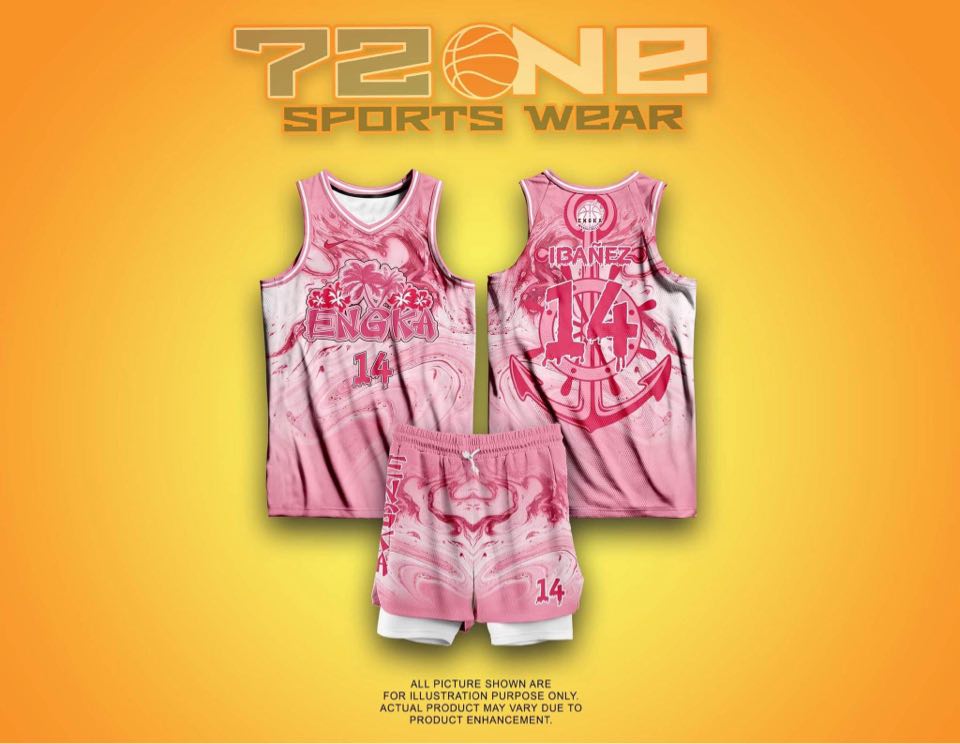 7ZONE
SPORTS WEAR
ENGKA
IBAÑEZ
ENGKA
14
14
ENGKA
14
ALL PICTURE SHOWN ARE
FOR ILLUSTRATION PURPOSE ONLY.
ACTUAL PRODUCT MAY VARY DUE TO
PRODUCT ENHANCEMENT.